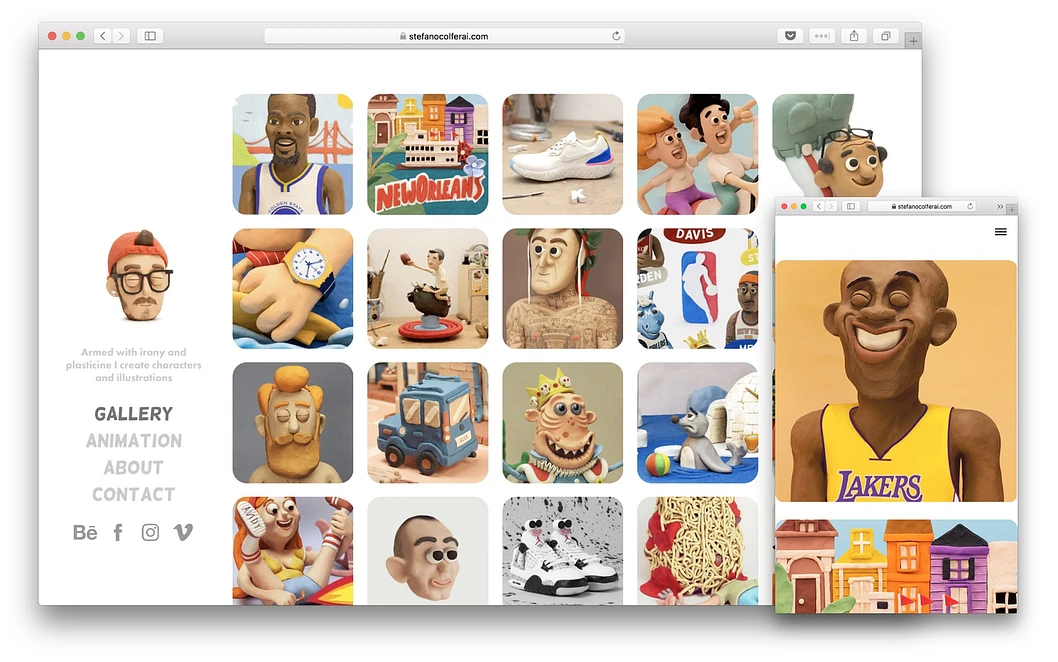 stefanocolferai.com
NEW ORLEANS
GOLDEN STATE
DAVIS
Armed with irony and
plasticine I create characters
and illustrations
GALLERY
ANIMATION
ABOUT
CONTACT
Bē
stefanocolferai.com
LAKERS